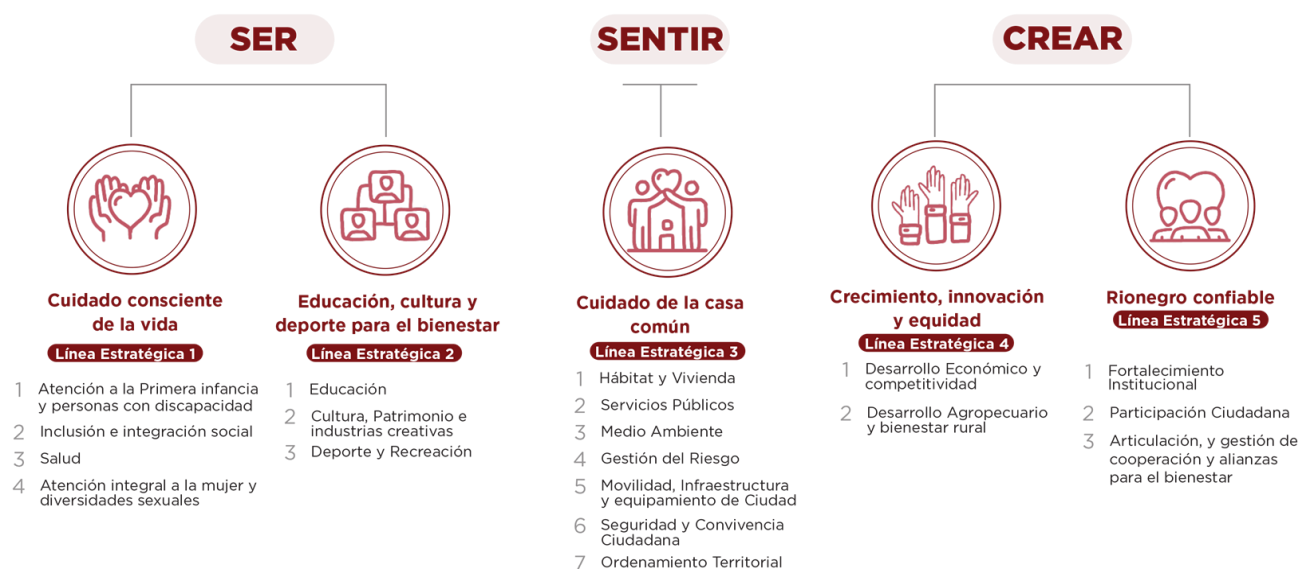 SER
Cuidado consciente
de la vida
Línea Estratégica 1
1 Atención a la Primera infancia
y personas con discapacidad
2 Inclusión e integración social
3 Salud
4 Atención integral a la mujer y
diversidades sexuales
Educación, cultura y
deporte para el bienestar
Línea Estratégica 2
1 Educación
2 Cultura, Patrimonio e
industrias creativas
3 Deporte y Recreación
SENTIR
Cuidado de la casa
común
Línea Estratégica 3
1 Hábitat y Vivienda
2 Servicios Públicos
3 Medio Ambiente
4 Gestión del Riesgo
5 Movilidad, Infraestructura
y equipamiento de Ciudad
6 Seguridad y Convivencia
Ciudadana
7 Ordenamiento Territorial
CREAR
Crecimiento, innovación
y equidad
Línea Estratégica 4
1 Desarrollo Económico y
competitividad
2 Desarrollo Agropecuario
y bienestar rural
Rionegro confiable
Línea Estratégica 5
1 Fortalecimiento
Institucional
2 Participación Ciudadana
3 Articulación, y gestión de
cooperación y alianzas
para el bienestar